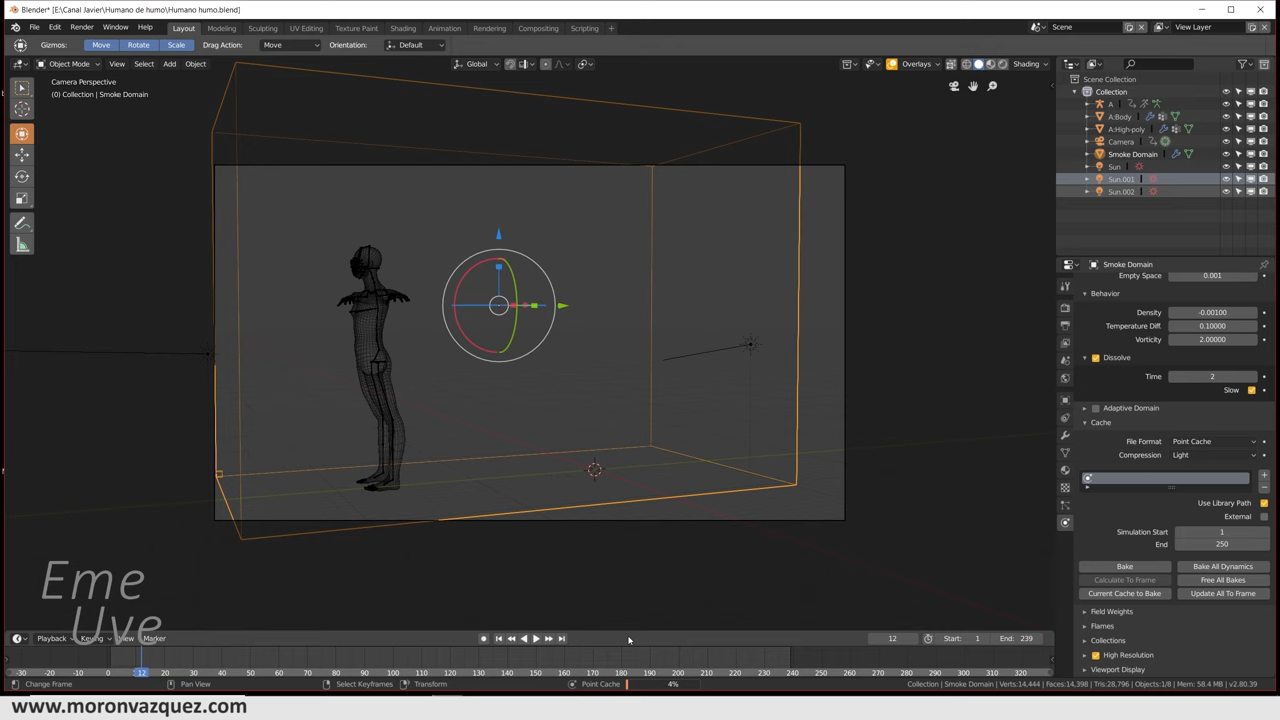 Blender* [E:\Canal Javier\Humano de humo\Humano humo.blend]
File Edit Render Window Help Layout Modeling Sculpting UV Editing Texture Paint Shading Animation Rendering Compositing Scripting + Scene View Layer
Gizmos: Move Rotate Scale Drag Action: Move Orientation: Default
Object Mode View Select Add Object Global Overlays Shading
Camera Perspective
(0) Collection | Smoke Domain
Scene Collection
Collection
A
A:Body
A:High-poly
Camera
Smoke Domain
Sun
Sun.001
Sun.002
Smoke Domain
Empty Space 0.001
Behavior
Density -0.00100
Temperature Diff. 0.10000
Vorticity 2.00000
Dissolve
Time 2
Slow
Adaptive Domain
Cache
File Format Point Cache
Compression Light
Use Library Path
External
Simulation Start 1
End 250
Bake Bake All Dynamics
Calculate To Frame Free All Bakes
Current Cache to Bake Update All To Frame
Field Weights
Flames
Collections
High Resolution
Viewport Display
Eme
Uve
Playback Keying View Marker 12 Start: 1 End: 239
-30 -20 -10 0 12 20 30 40 50 60 70 80 90 100 110 120 130 140 150 160 170 180 190 200 210 220 230 240 250 260 270
Change Frame Pan View Select Keyframes Transform Point Cache 4% Collection | Smoke Domain | Verts:14,444 | Faces:14,398 | Tris:28,796 | Objects:1/8 | Mem: 58.4 MB | v2.80.39
www.moronvazquez.com